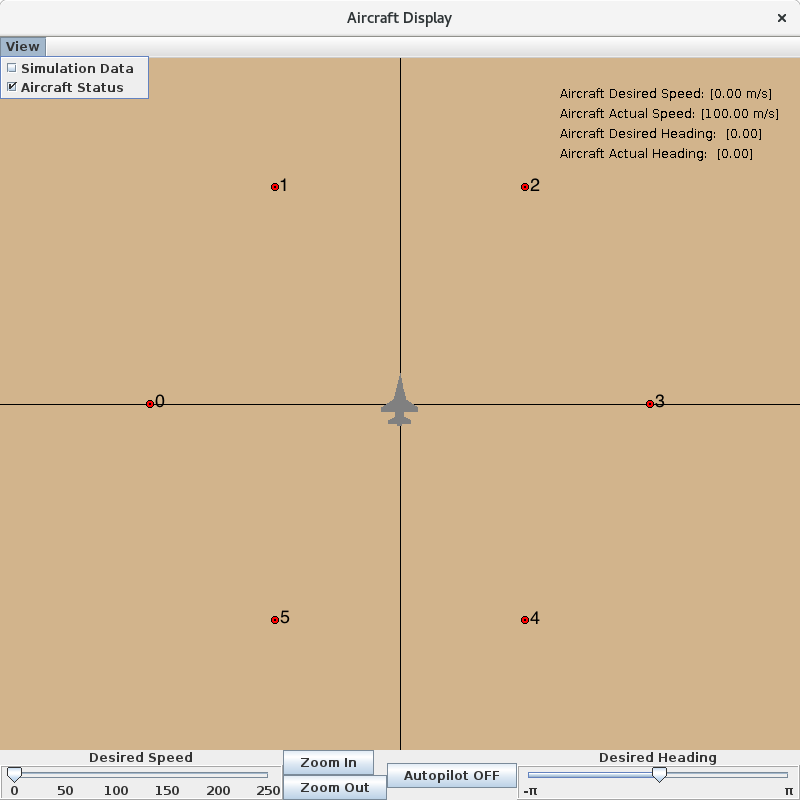 Aircraft Display
View
Simulation Data
Aircraft Status
Aircraft Desired Speed: [0.00 m/s]
Aircraft Actual Speed: [100.00 m/s]
Aircraft Desired Heading: [0.00]
Aircraft Actual Heading: [0.00]
1
2
0
3
5
4
Desired Speed
0 50 100 150 200 250
Zoom In
Zoom Out
Autopilot OFF
Desired Heading
-π π